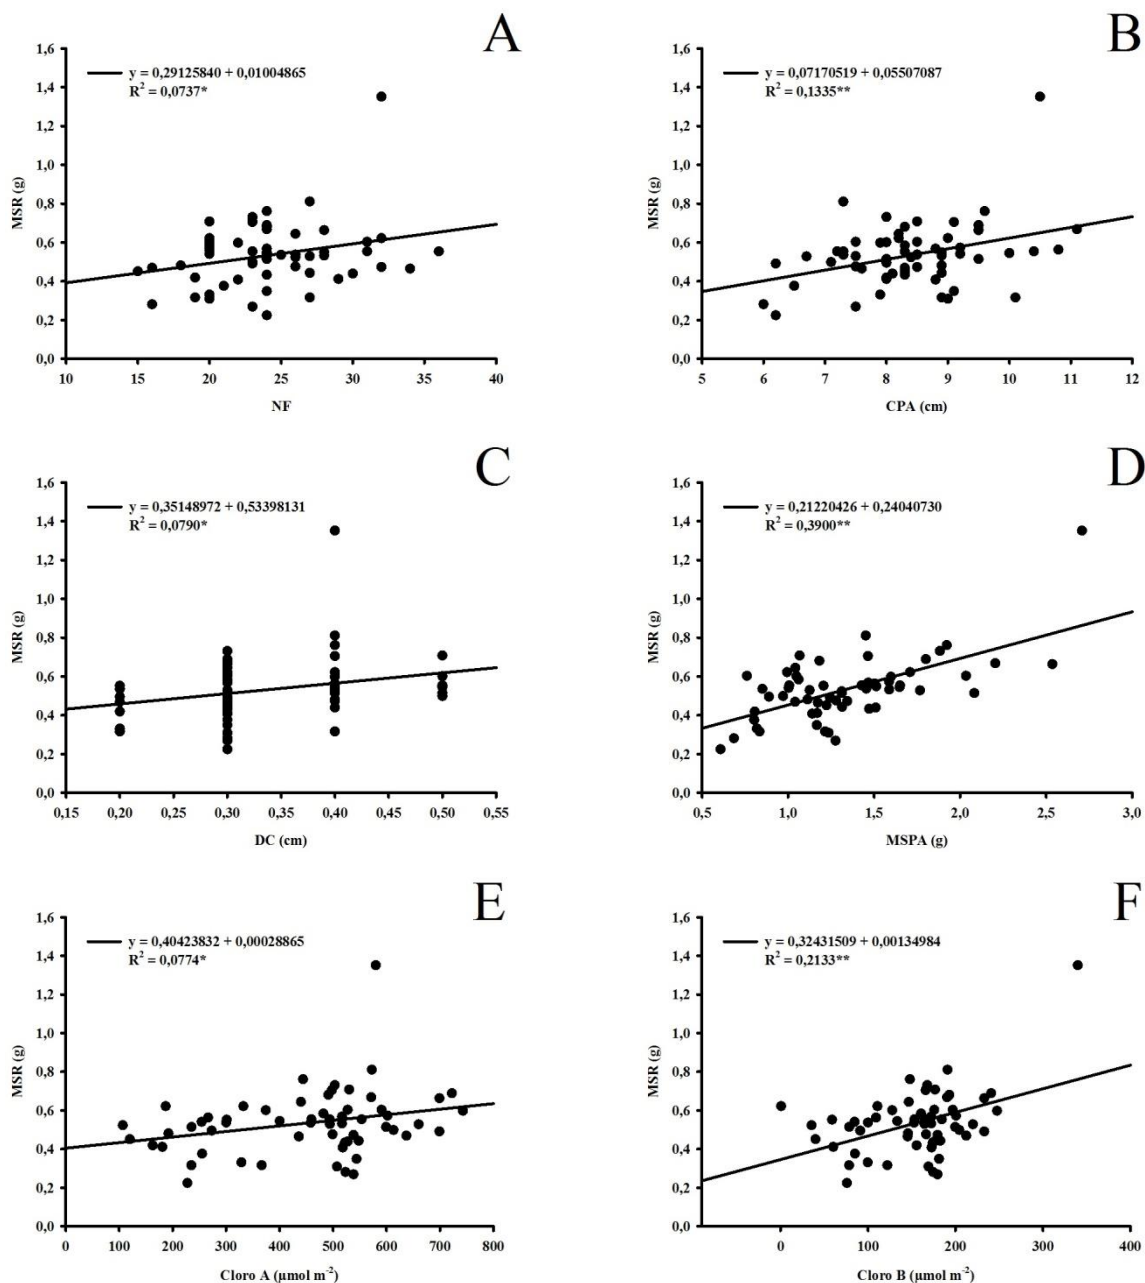 A
1,6
y = 0,29125840 + 0,01004865
R² = 0,0737*
1,4
1,2
1,0
MSR (g)
0,8
0,6
0,4
0,2
0,0
10 15 20 25 30 35 40
NF
B
1,6
y = 0,07170519 + 0,05507087
R² = 0,1335**
1,4
1,2
1,0
MSR (g)
0,8
0,6
0,4
0,2
0,0
5 6 7 8 9 10 11 12
CPA (cm)
C
1,6
y = 0,35148972 + 0,53398131
R² = 0,0790*
1,4
1,2
1,0
MSR (g)
0,8
0,6
0,4
0,2
0,0
0,15 0,20 0,25 0,30 0,35 0,40 0,45 0,50 0,55
DC (cm)
D
1,6
y = 0,21220426 + 0,24040730
R² = 0,3900**
1,4
1,2
1,0
MSR (g)
0,8
0,6
0,4
0,2
0,0
0,5 1,0 1,5 2,0 2,5 3,0
MSPA (g)
E
1,6
y = 0,40423832 + 0,00028865
R² = 0,0774*
1,4
1,2
1,0
MSR (g)
0,8
0,6
0,4
0,2
0,0
0 100 200 300 400 500 600 700 800
Cloro A (µmol m⁻²)
F
1,6
y = 0,32431509 + 0,00134984
R² = 0,2133**
1,4
1,2
1,0
MSR (g)
0,8
0,6
0,4
0,2
0,0
0 100 200 300 400
Cloro B (µmol m⁻²)